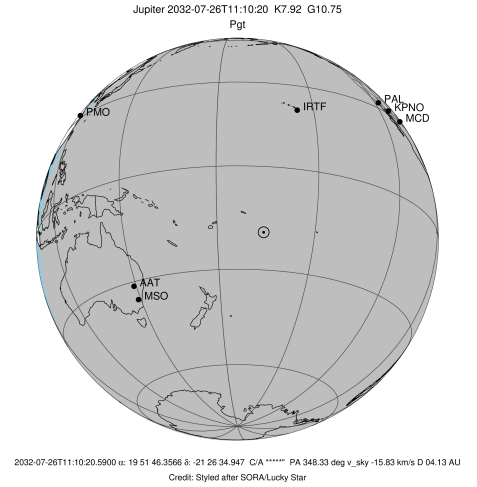 Jupiter 2032-07-26T11:10:20 K7.92 G10.75
Pgt
PMO
IRTF
PAL
KPNO
MCD
AAT
MSO
2032-07-26T11:10:20.5900 α: 19 51 46.3566 δ: -21 26 34.947 C/A *****" PA 348.33 deg v_sky -15.83 km/s D 04.13 AU
Credit: Styled after SORA/Lucky Star